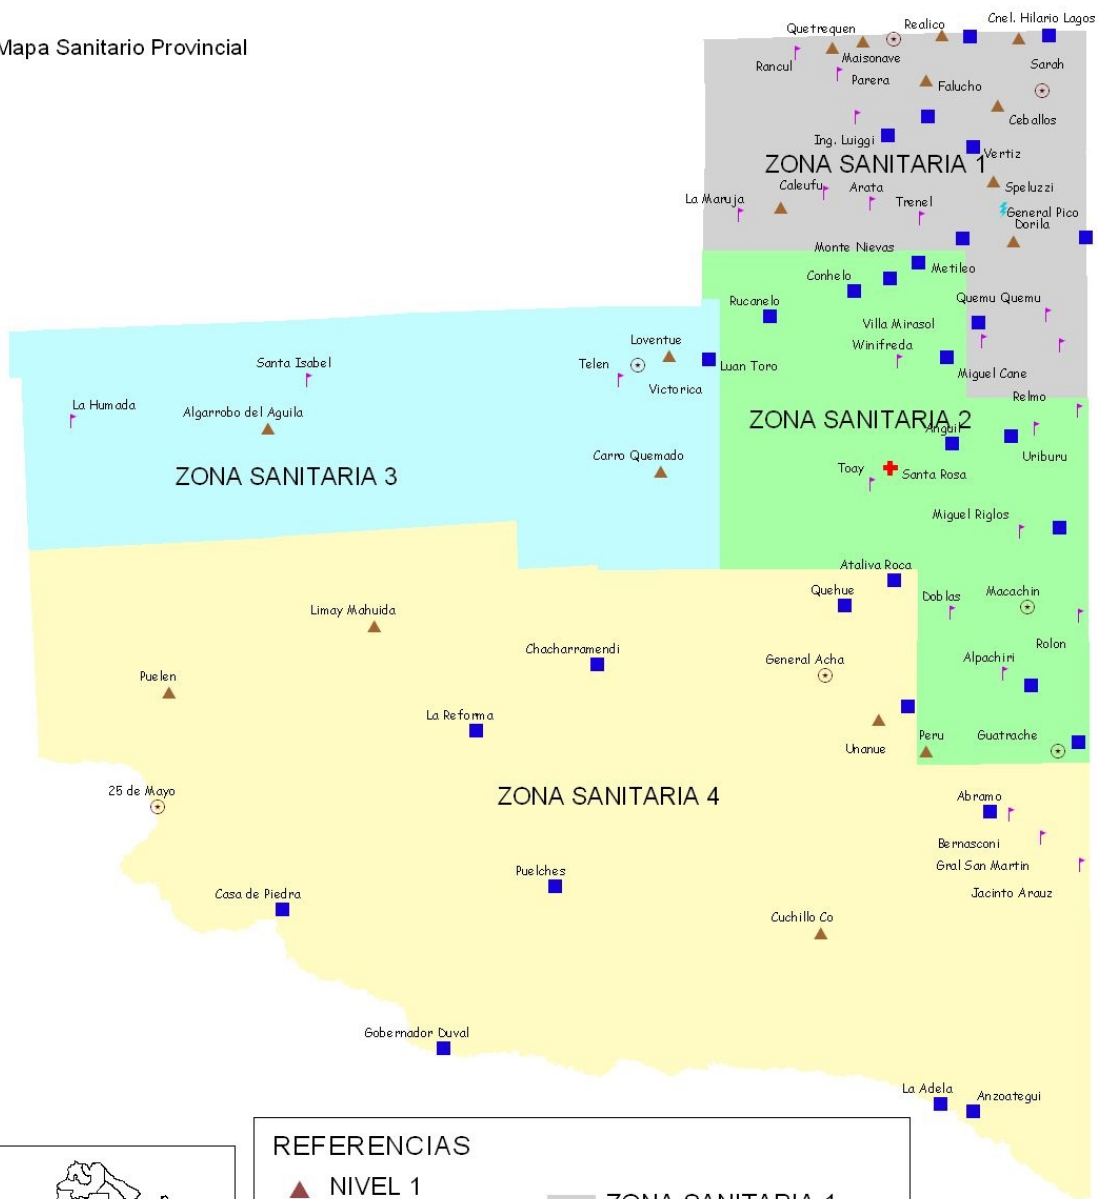 Mapa Sanitario Provincial
Cnel. Hilario Lagos
Realico
Quetrequen
Maisonave
Rancul
Sarah
Parera
Falucho
Ceballos
Ing. Luiggi
Vertiz
ZONA SANITARIA 1
Caleufu
Arata
Speluzzi
La Maruja
Trenel
General Pico
Dorila
Monte Nievas
Metileo
Conhelo
Rucanelo
Quemu Quemu
Villa Mirasol
Winifreda
Loventue
Santa Isabel
Telen
Luan Toro
Miguel Cane
Victorica
Relmo
La Humada
Algarrobo del Aguila
ZONA SANITARIA 2
Anguil
Carro Quemado
Uriburu
Toay
Santa Rosa
ZONA SANITARIA 3
Miguel Riglos
Ataliva Roca
Quehue
Doblas
Macachin
Limay Mahuida
Rolon
Chacharramendi
General Acha
Alpachiri
Puelen
La Reforma
Unanue
Peru
Guatrache
25 de Mayo
ZONA SANITARIA 4
Abramo
Bernasconi
Gral San Martin
Puelches
Jacinto Arauz
Casa de Piedra
Cuchillo Co
Gobernador Duval
La Adela
Anzoategui
REFERENCIAS
NIVEL 1
ZONA SANITARIA 1